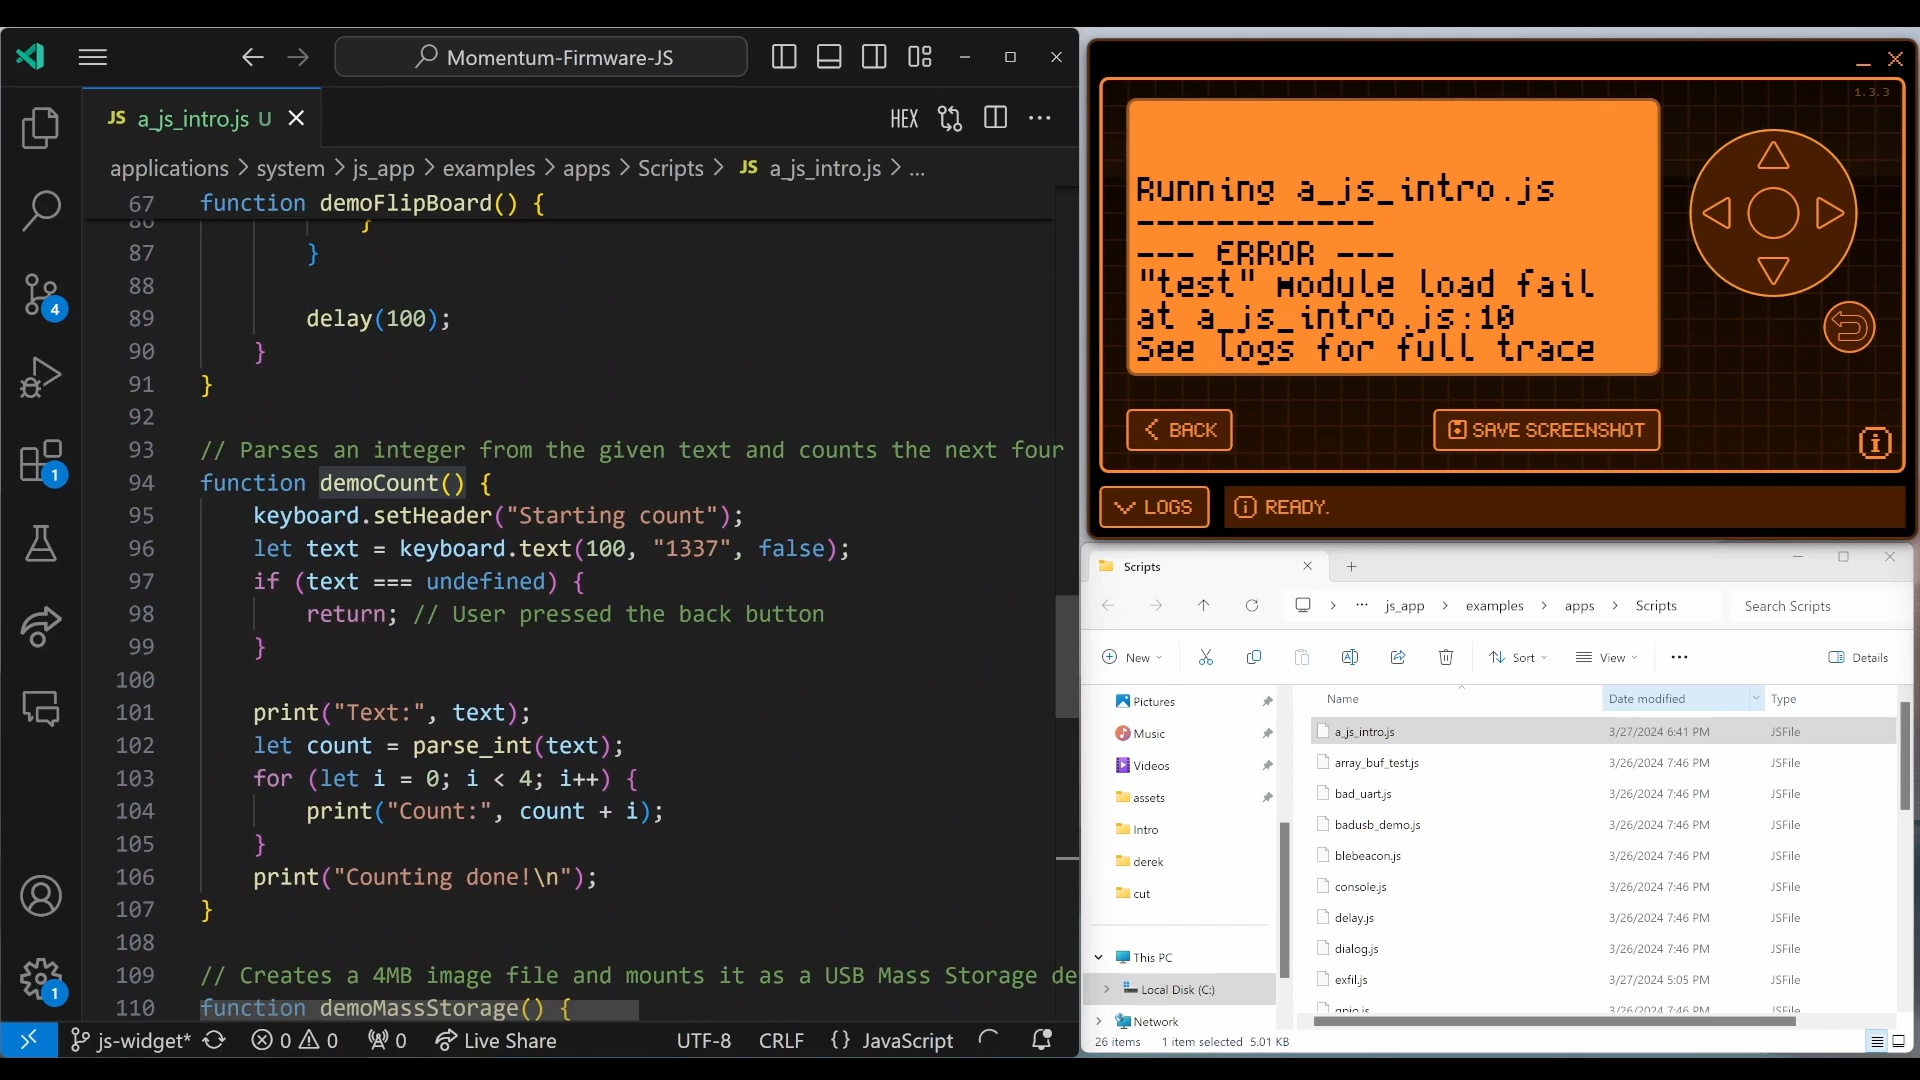 Momentum-Firmware-JS
JS a_js_intro.js U
HEX
applications > system > js_app > examples > apps > Scripts > JS a_js_intro.js > ...
67 function demoFlipBoard() {
86 }
87 }
88
89 delay(100);
90 }
91 }
92
93 // Parses an integer from the given text and counts the next four
94 function demoCount() {
95 keyboard.setHeader("Starting count");
96 let text = keyboard.text(100, "1337", false);
97 if (text === undefined) {
98 return; // User pressed the back button
99 }
100
101 print("Text:", text);
102 let count = parse_int(text);
103 for (let i = 0; i < 4; i++) {
104 print("Count:", count + i);
105 }
106 print("Counting done!\n");
107 }
108
109 // Creates a 4MB image file and mounts it as a USB Mass Storage de
110 function demoMassStorage() {
4
1
1
js-widget* 0 0 0 Live Share UTF-8 CRLF {} JavaScript
1.3.3
Running a_js_intro.js
------------
--- ERROR ---
"test" module load fail
at a_js_intro.js:10
See logs for full trace
BACK
SAVE SCREENSHOT
LOGS
READY.
Scripts
js_app > examples > apps > Scripts
Search Scripts
New
Sort
View
Details
Pictures
Music
Videos
assets
Intro
derek
cut
This PC
Local Disk (C:)
Network
Name Date modified Type
a_js_intro.js 3/27/2024 6:41 PM JSFile
array_buf_test.js 3/26/2024 7:46 PM JSFile
bad_uart.js 3/26/2024 7:46 PM JSFile
badusb_demo.js 3/26/2024 7:46 PM JSFile
blebeacon.js 3/26/2024 7:46 PM JSFile
console.js 3/26/2024 7:46 PM JSFile
delay.js 3/26/2024 7:46 PM JSFile
dialog.js 3/26/2024 7:46 PM JSFile
exfil.js 3/27/2024 5:05 PM JSFile
gpio.js 3/26/2024 7:46 PM JSFile
26 items 1 item selected 5.01 KB